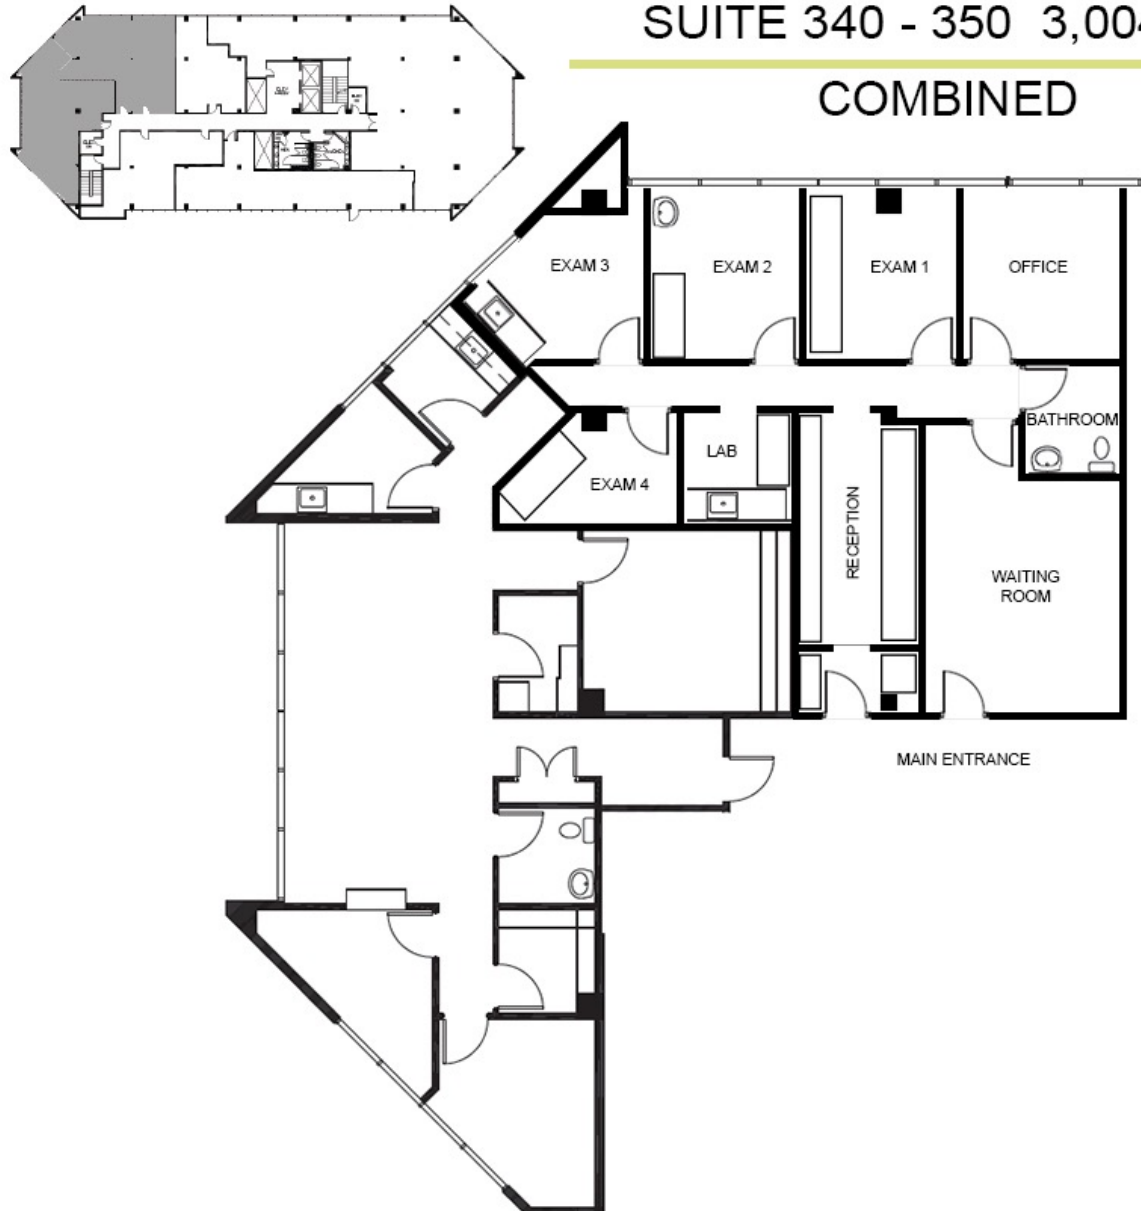 SUITE 340 - 350 3,004
COMBINED
EXAM 3
EXAM 2
EXAM 1
OFFICE
BATHROOM
LAB
EXAM 4
RECEPTION
WAITING
ROOM
MAIN ENTRANCE